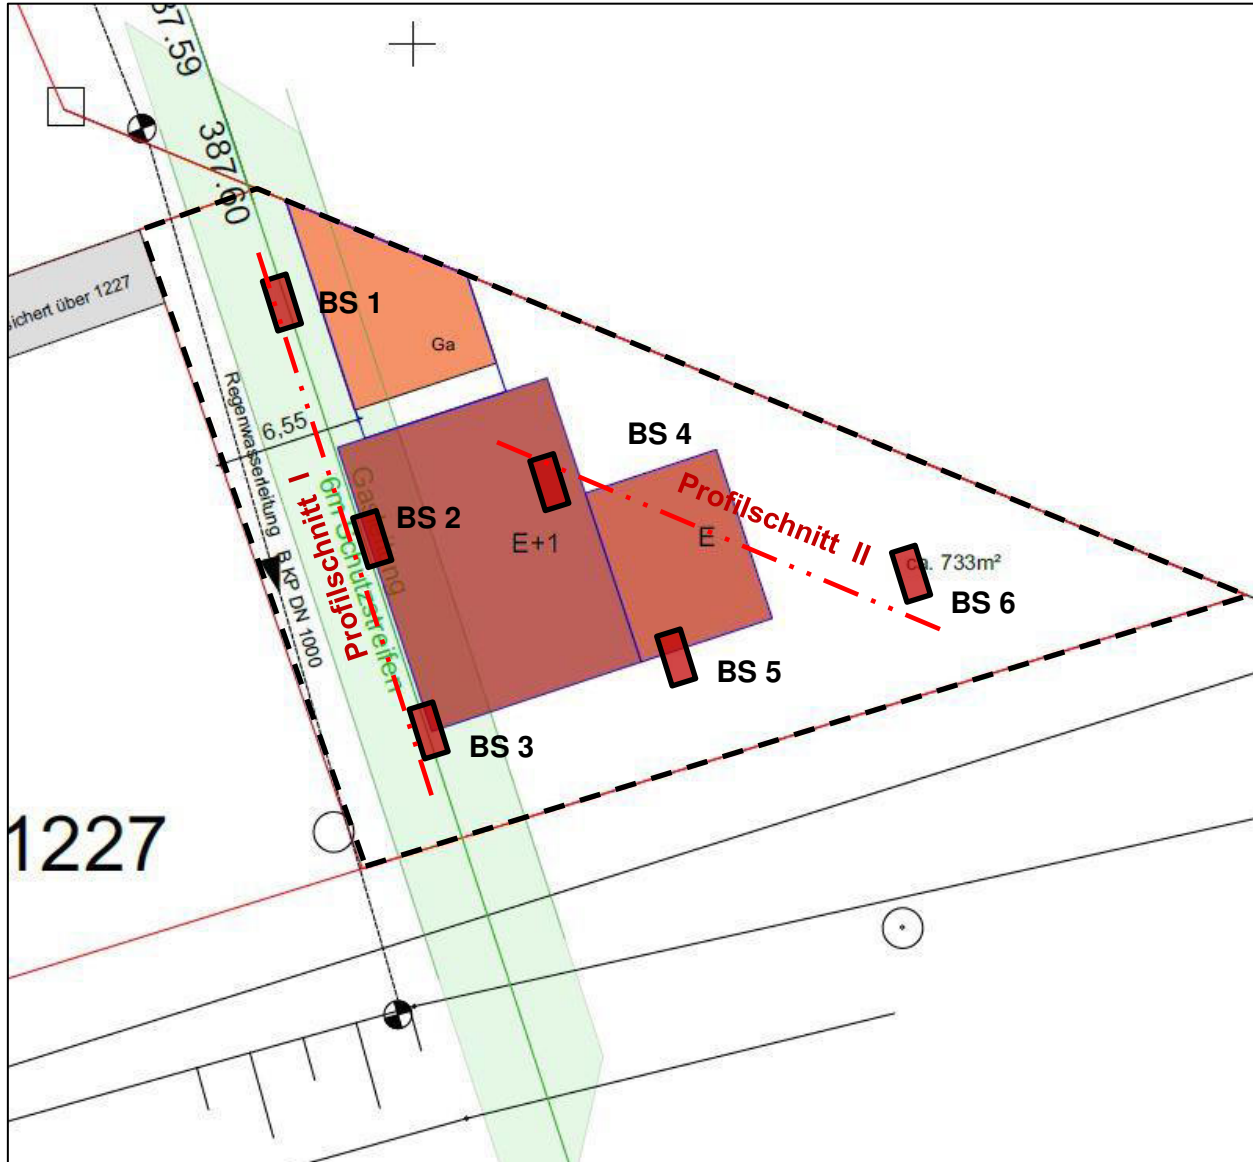 87.59
387.60
sichert über 1227
BS 1
Ga
6,55
Regenwasserleitung B KP DN 1000
BS 4
Profilschnitt I
6m Schutzstreifen
BS 2
E+1
Profilschnitt II
E
ca. 733m²
BS 6
BS 5
BS 3
1227